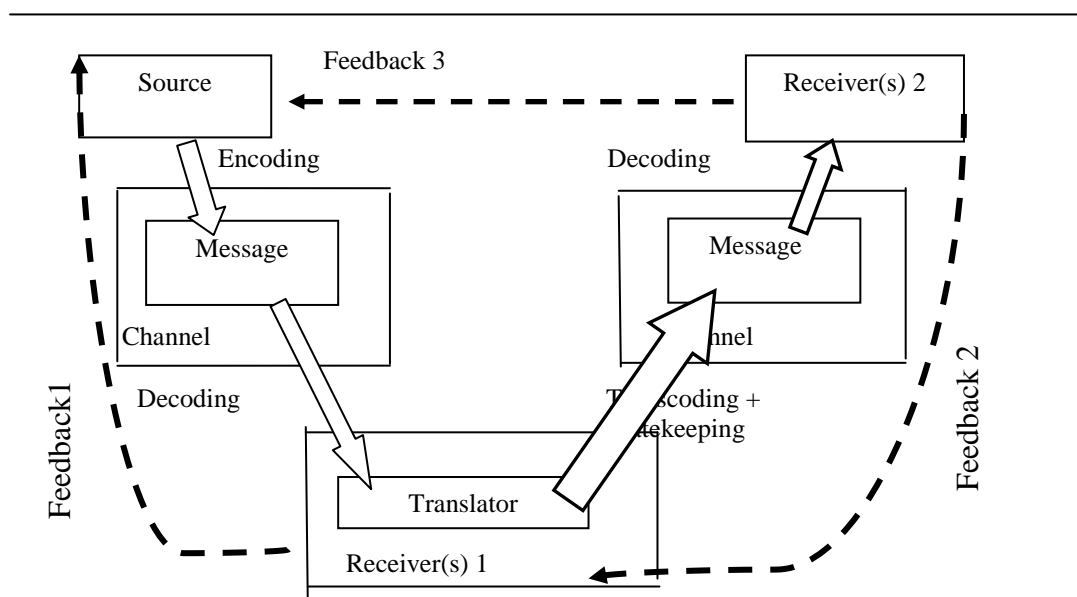 Feedback 3
Source
Receiver(s) 2
Encoding
Decoding
Message
Message
Channel
nnel
Decoding
T scoding +
tekeeping
Feedback1
Feedback 2
Translator
Receiver(s) 1